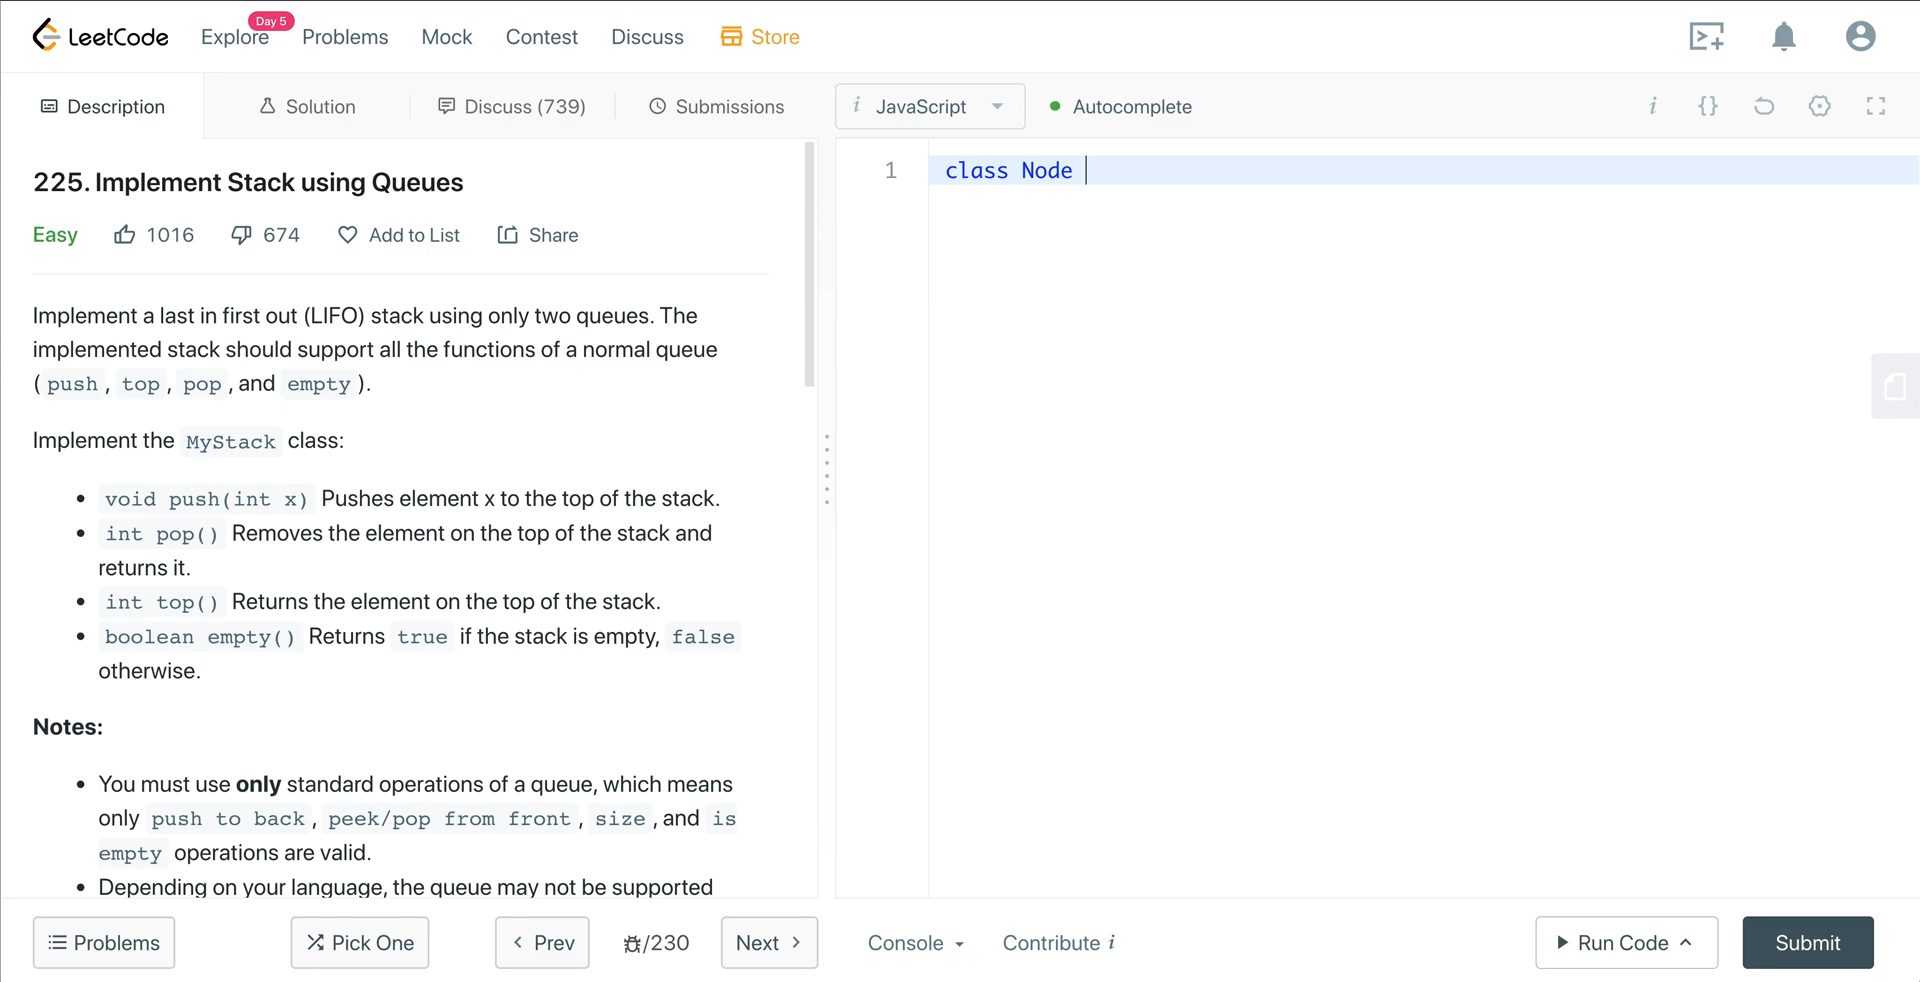 LeetCode Explore Day 5 Problems Mock Contest Discuss Store
Description Solution Discuss (739) Submissions i JavaScript Autocomplete i {}
225. Implement Stack using Queues
Easy 1016 674 Add to List Share
Implement a last in first out (LIFO) stack using only two queues. The
implemented stack should support all the functions of a normal queue
( push , top , pop , and empty ).
Implement the MyStack class:
• void push(int x) Pushes element x to the top of the stack.
• int pop() Removes the element on the top of the stack and
returns it.
• int top() Returns the element on the top of the stack.
• boolean empty() Returns true if the stack is empty, false
otherwise.
Notes:
• You must use only standard operations of a queue, which means
only push to back , peek/pop from front , size , and is
empty operations are valid.
• Depending on your language, the queue may not be supported
1 class Node
Problems Pick One Prev /230 Next Console Contribute i Run Code Submit